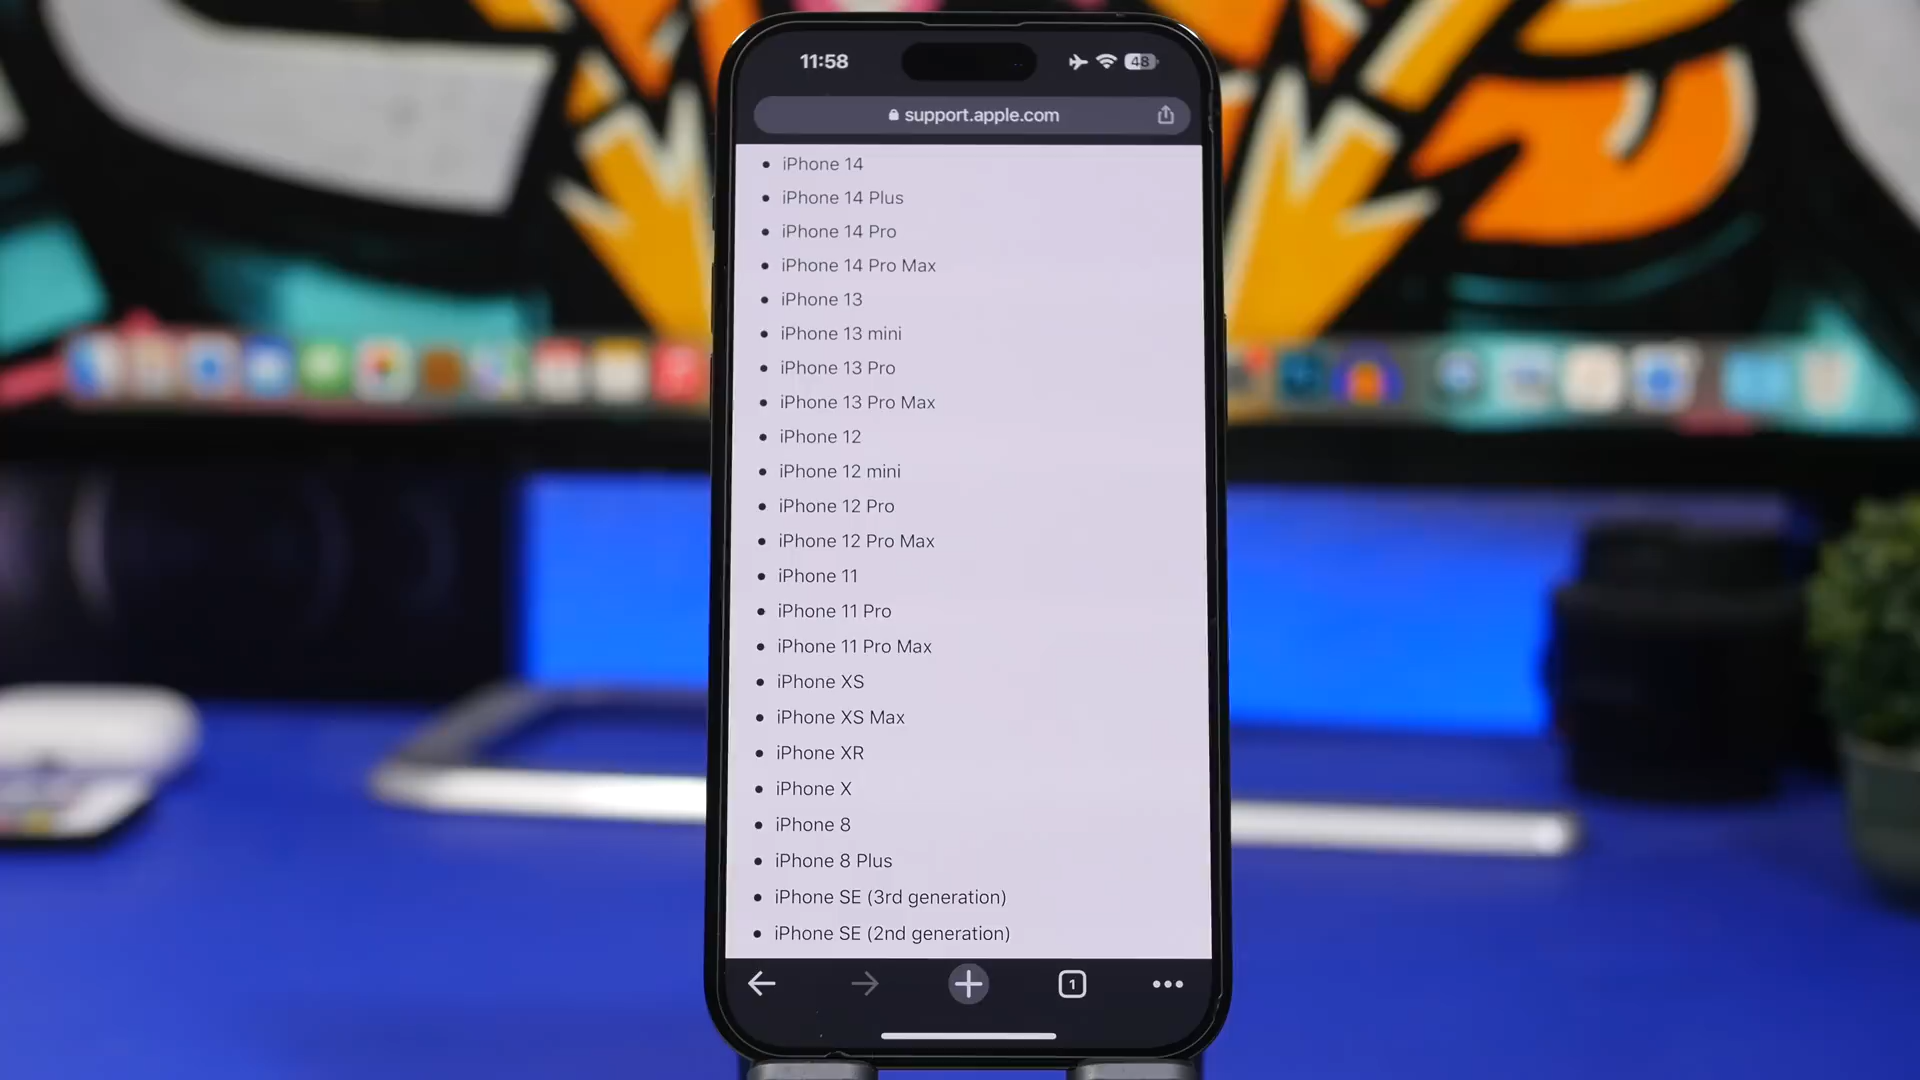 11:58
48
support.apple.com
iPhone 14
iPhone 14 Plus
iPhone 14 Pro
iPhone 14 Pro Max
iPhone 13
iPhone 13 mini
iPhone 13 Pro
iPhone 13 Pro Max
iPhone 12
iPhone 12 mini
iPhone 12 Pro
iPhone 12 Pro Max
iPhone 11
iPhone 11 Pro
iPhone 11 Pro Max
iPhone XS
iPhone XS Max
iPhone XR
iPhone X
iPhone 8
iPhone 8 Plus
iPhone SE (3rd generation)
iPhone SE (2nd generation)
1